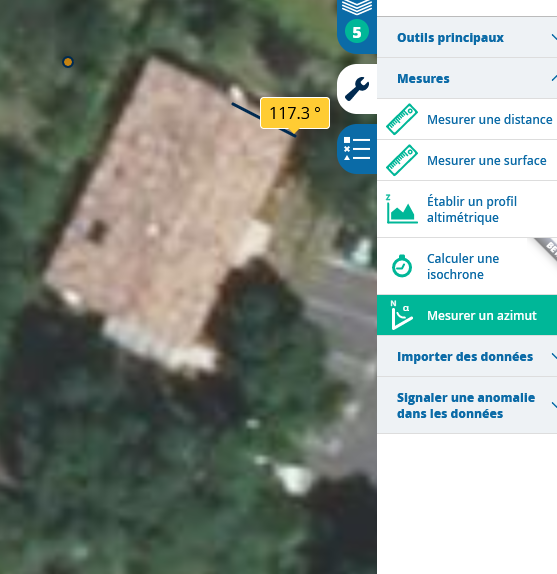 5
Outils principaux
Mesures
117.3 °
Mesurer une distance
Mesurer une surface
Z
Établir un profil
altimétrique
Calculer une
isochrone
N
α
Mesurer un azimut
Importer des données
Signaler une anomalie
dans les données